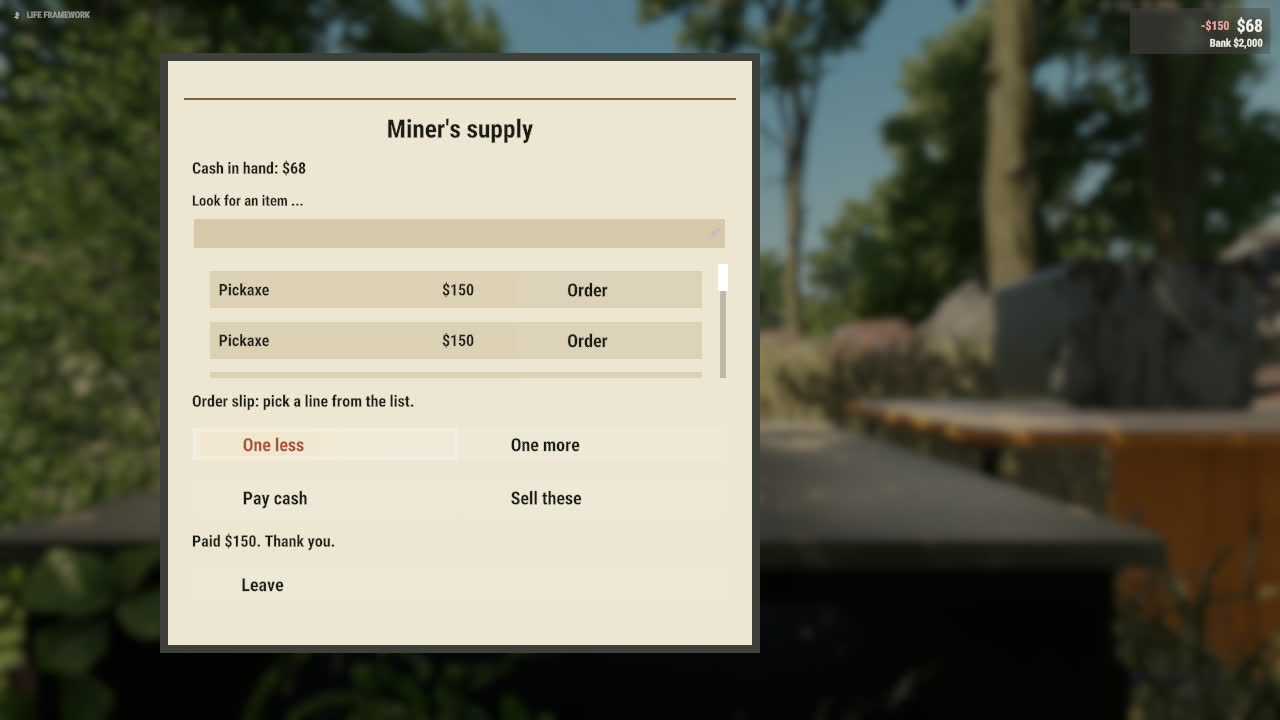 LIFE FRAMEWORK
-$150 $68
Bank $2,000
Miner's supply
Cash in hand: $68
Look for an item ...
Pickaxe $150 Order
Pickaxe $150 Order
Order slip: pick a line from the list.
One less One more
Pay cash Sell these
Paid $150. Thank you.
Leave